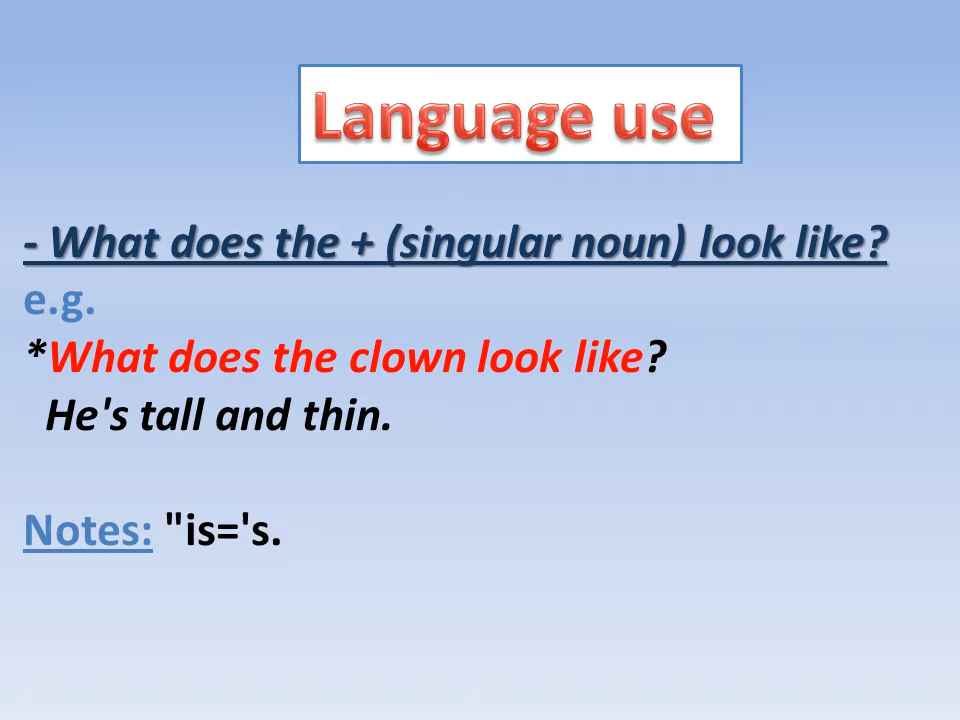 Language use
- What does the + (singular noun) look like?
e.g.
*What does the clown look like?
He's tall and thin.
Notes: "is='s.